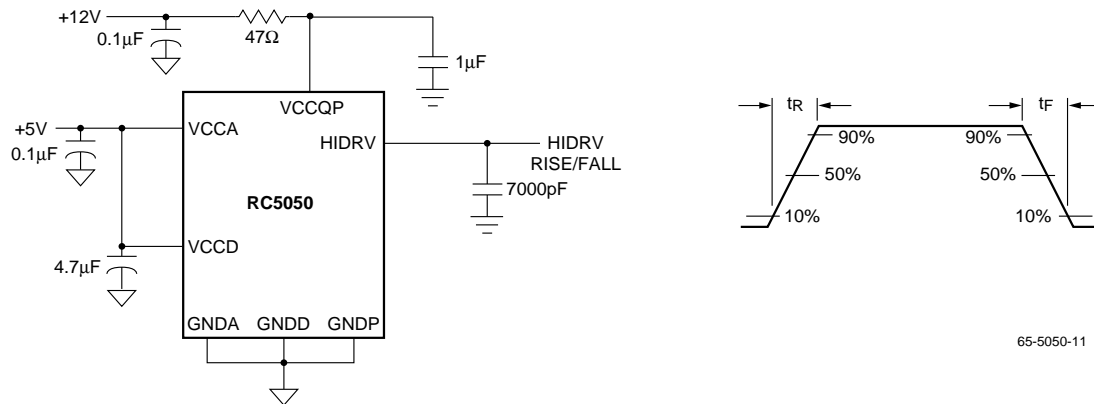 +12V
0.1µF
47Ω
1µF
VCCQP
+5V
VCCA
0.1µF
HIDRV
HIDRV
RISE/FALL
7000pF
RC5050
VCCD
4.7µF
GNDA GNDD GNDP
tR
tF
90%
90%
50%
50%
10%
10%
65-5050-11